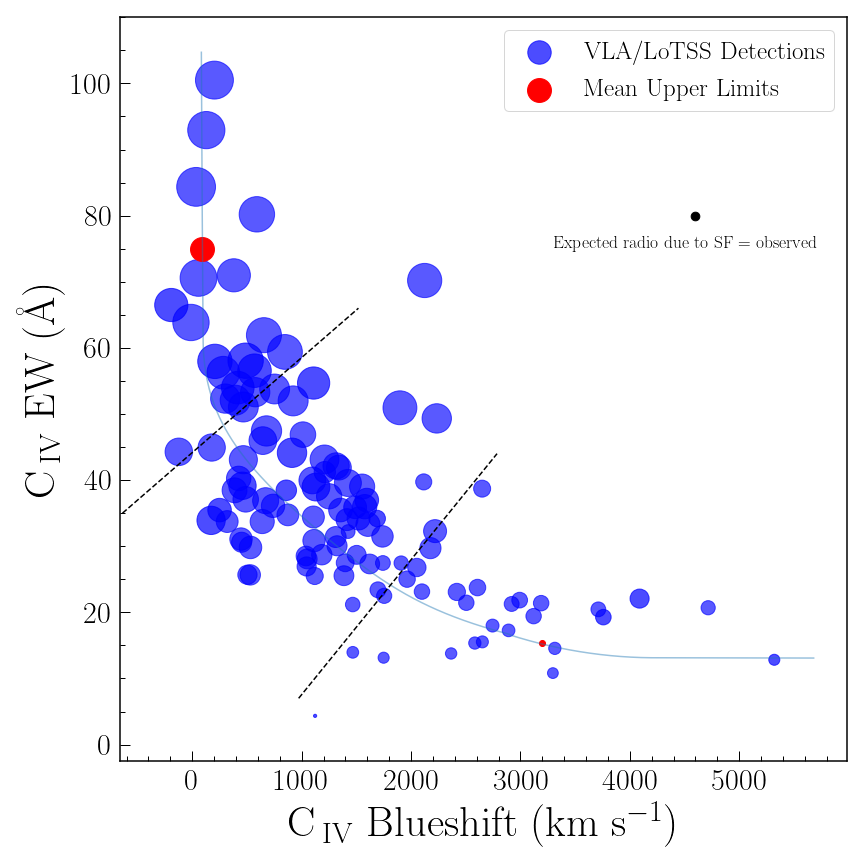 VLA/LoTSS Detections
Mean Upper Limits
Expected radio due to SF = observed
C IV EW (Å)
100
80
60
40
20
0
0 1000 2000 3000 4000 5000
C IV Blueshift (km s⁻¹)